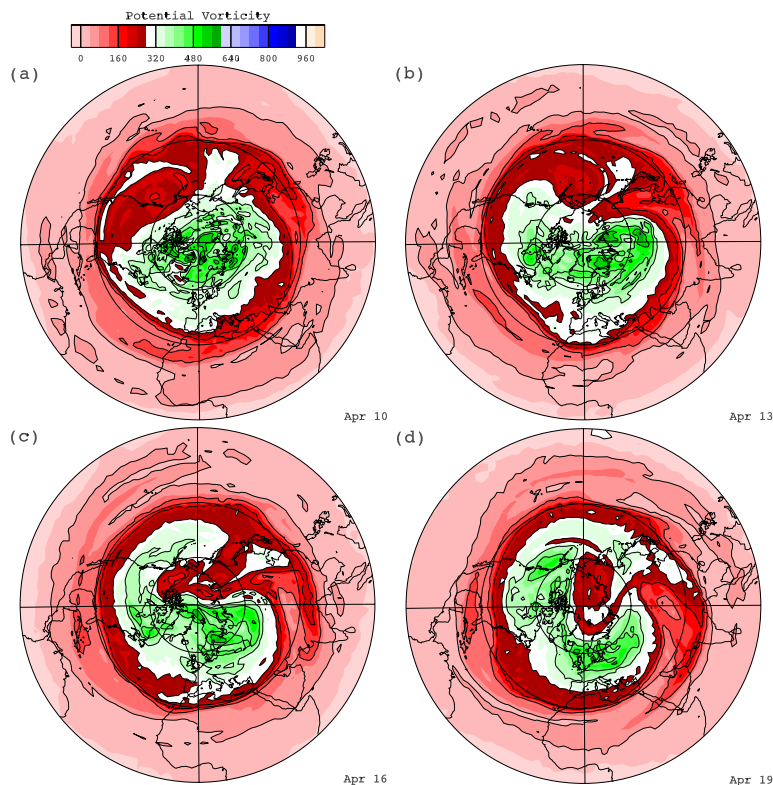 Potential Vorticity
0 160 320 480 640 800 960
(a)
(b)
Apr 10
Apr 13
(c)
(d)
Apr 16
Apr 19